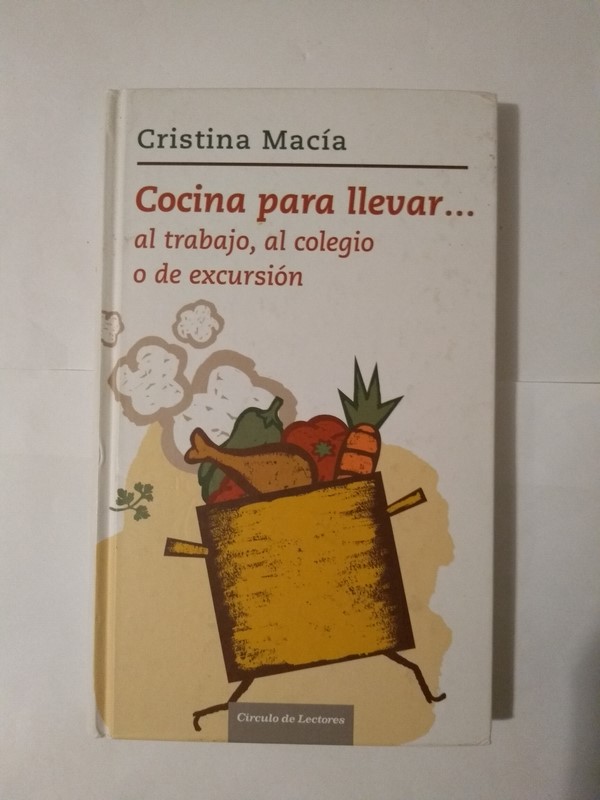 Cristina Macía
Cocina para llevar...
al trabajo, al colegio
o de excursión
Círculo de Lectores